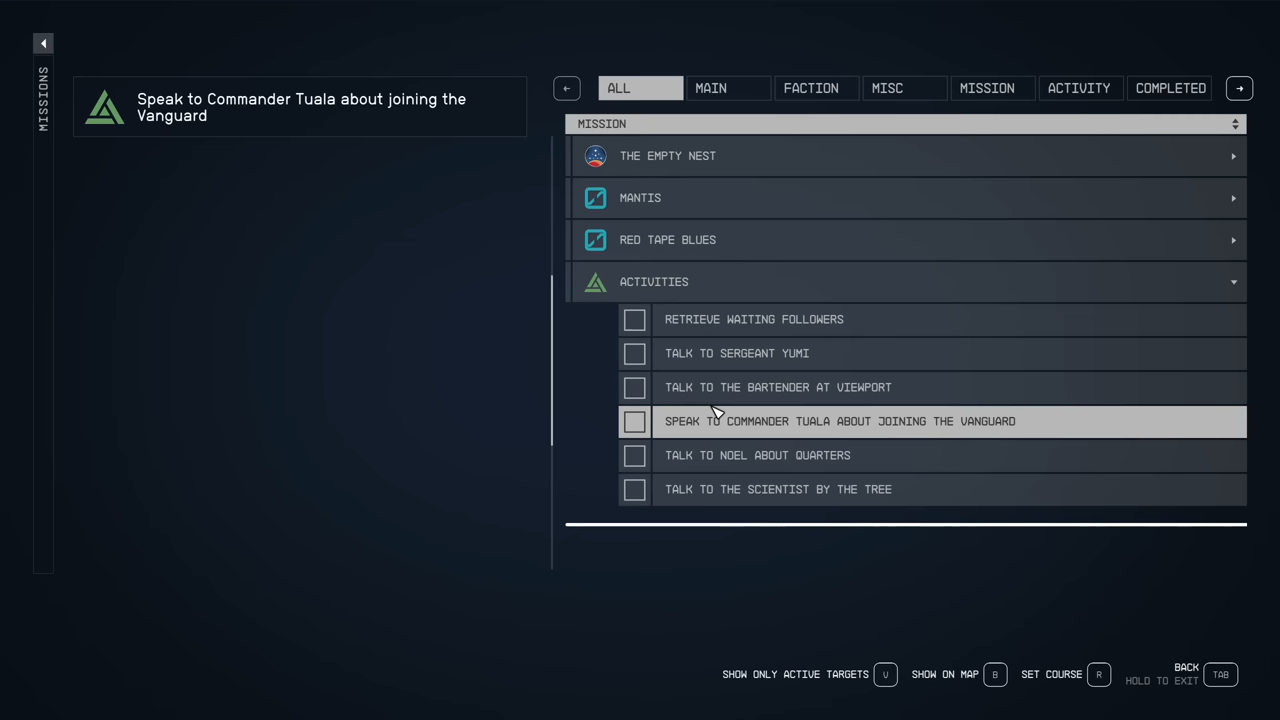 MISSIONS
Speak to Commander Tuala about joining the
Vanguard
ALL
MAIN
FACTION
MISC
MISSION
ACTIVITY
COMPLETED
MISSION
THE EMPTY NEST
MANTIS
RED TAPE BLUES
ACTIVITIES
RETRIEVE WAITING FOLLOWERS
TALK TO SERGEANT YUMI
TALK TO THE BARTENDER AT VIEWPORT
SPEAK TO COMMANDER TUALA ABOUT JOINING THE VANGUARD
TALK TO NOEL ABOUT QUARTERS
TALK TO THE SCIENTIST BY THE TREE
SHOW ONLY ACTIVE TARGETS V
SHOW ON MAP B
SET COURSE R
BACK
HOLD TO EXIT
TAB